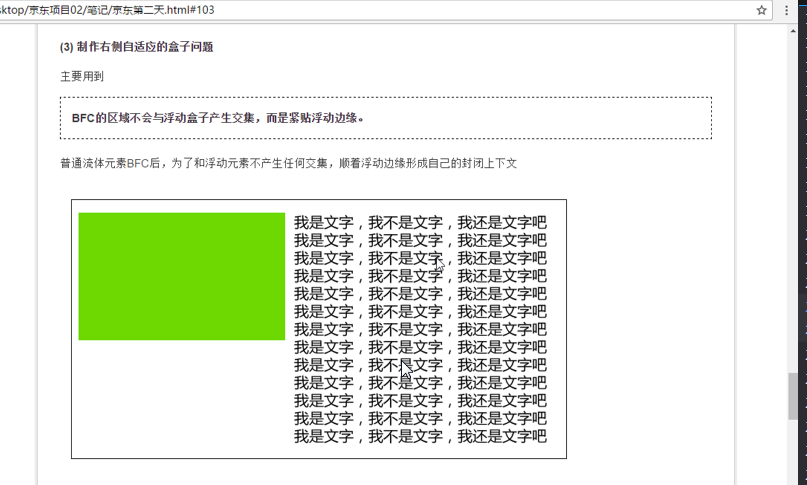 sktop/京东项目02/笔记/京东第二天.html#103
(3) 制作右侧自适应的盒子问题
主要用到
BFC的区域不会与浮动盒子产生交集，而是紧贴浮动边缘。
普通流体元素BFC后，为了和浮动元素不产生任何交集，顺着浮动边缘形成自己的封闭上下文
我是文字，我不是文字，我还是文字吧
我是文字，我不是文字，我还是文字吧
我是文字，我不是文字，我还是文字吧
我是文字，我不是文字，我还是文字吧
我是文字，我不是文字，我还是文字吧
我是文字，我不是文字，我还是文字吧
我是文字，我不是文字，我还是文字吧
我是文字，我不是文字，我还是文字吧
我是文字，我不是文字，我还是文字吧
我是文字，我不是文字，我还是文字吧
我是文字，我不是文字，我还是文字吧
我是文字，我不是文字，我还是文字吧
我是文字，我不是文字，我还是文字吧